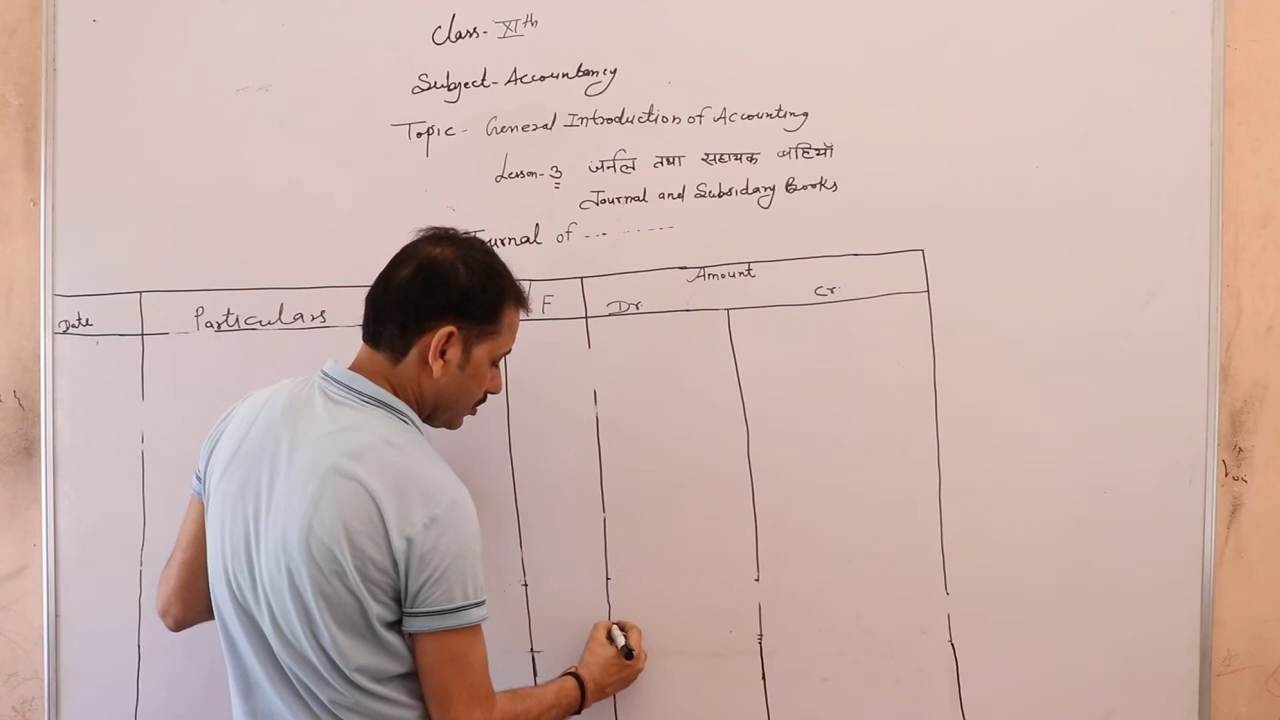 Class- XIth
Subject- Accountancy
Topic- General Introduction of Accounting
Lesson- 3 जर्नल तथा सहायक बहियाँ
Journal and Subsidary Books
of ..........
Date Particulars F Amount
Dr. Cr.